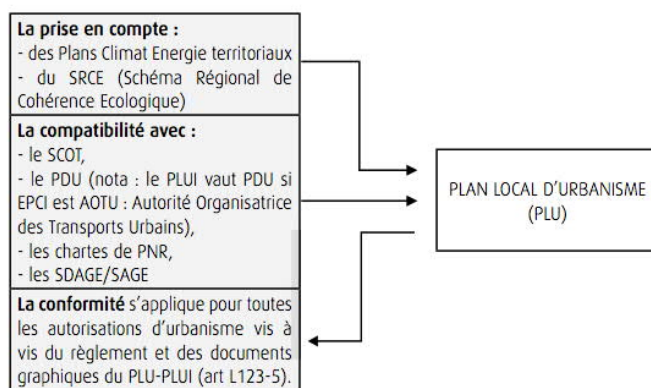 La prise en compte :
- des Plans Climat Energie territoriaux
- du SRCE (Schéma Régional de
Cohérence Ecologique)
La compatibilité avec :
- le SCOT,
- le PDU (nota : le PLUI vaut PDU si
EPCI est AOTU : Autorité Organisatrice
des Transports Urbains),
- les chartes de PNR,
- les SDAGE/SAGE
La conformité s'applique pour toutes
les autorisations d'urbanisme vis à
vis du règlement et des documents
graphiques du PLU-PLUI (art L123-5).
PLAN LOCAL D'URBANISME
(PLU)